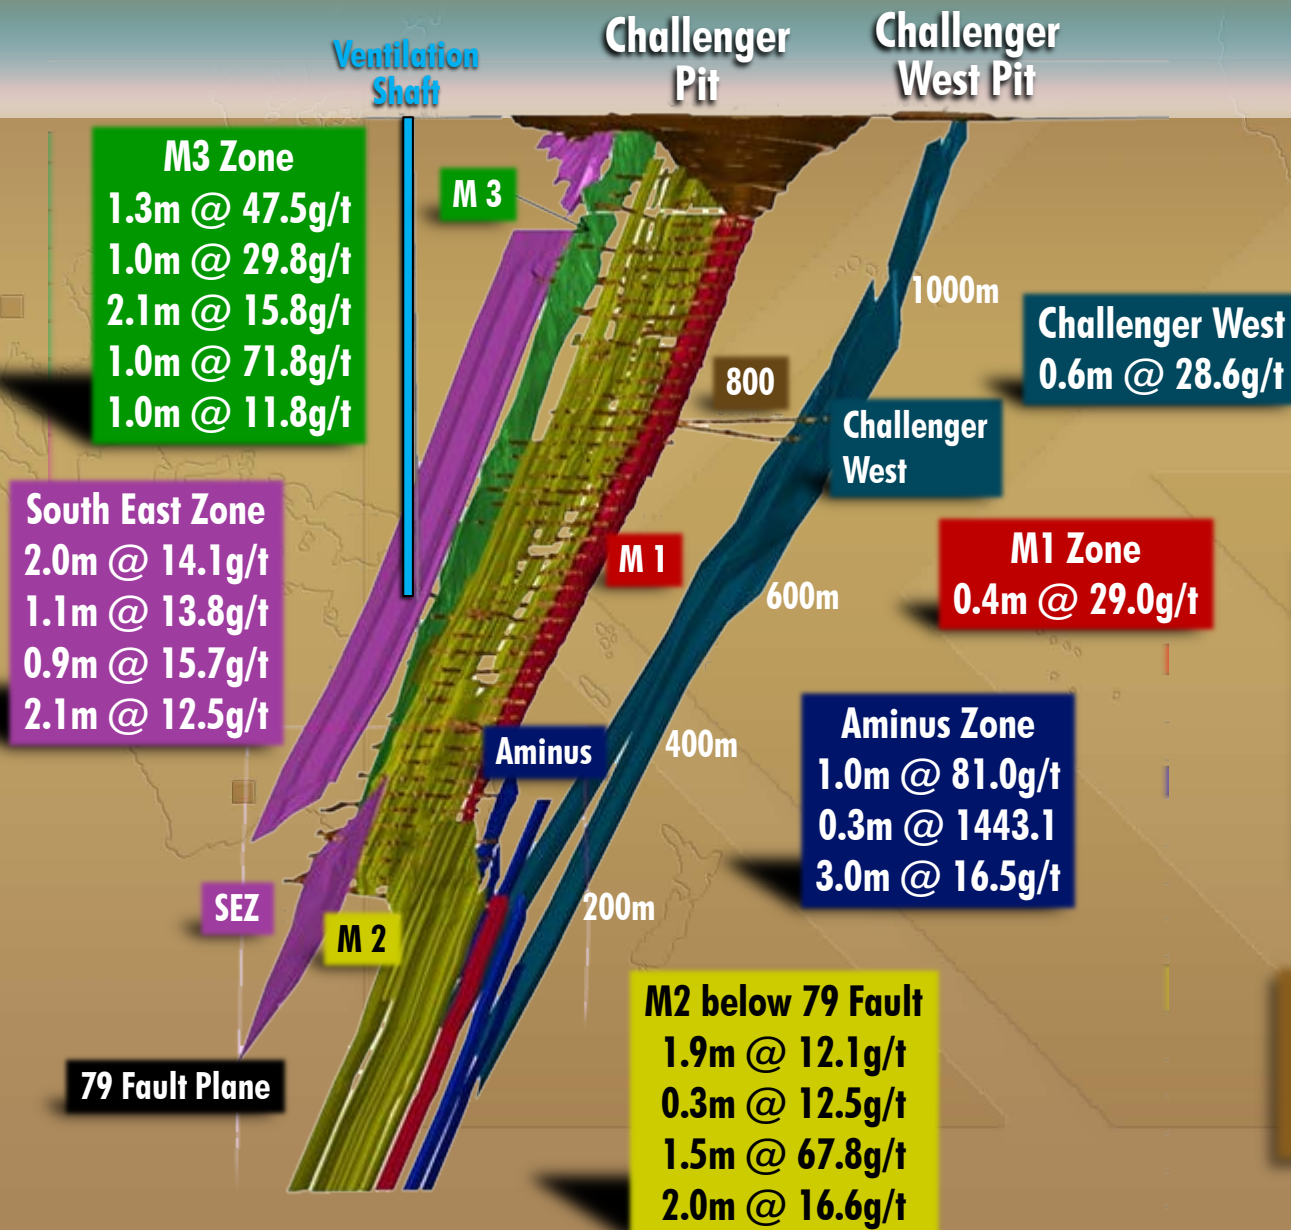 Ventilation
Shaft
Challenger
Pit
Challenger
West Pit
M3 Zone
1.3m @ 47.5g/t
1.0m @ 29.8g/t
2.1m @ 15.8g/t
1.0m @ 71.8g/t
1.0m @ 11.8g/t
M 3
1000m
Challenger West
0.6m @ 28.6g/t
800
Challenger
West
South East Zone
2.0m @ 14.1g/t
1.1m @ 13.8g/t
0.9m @ 15.7g/t
2.1m @ 12.5g/t
M 1
M1 Zone
0.4m @ 29.0g/t
600m
Aminus
400m
Aminus Zone
1.0m @ 81.0g/t
0.3m @ 1443.1
3.0m @ 16.5g/t
SEZ
200m
M 2
M2 below 79 Fault
1.9m @ 12.1g/t
0.3m @ 12.5g/t
1.5m @ 67.8g/t
2.0m @ 16.6g/t
79 Fault Plane